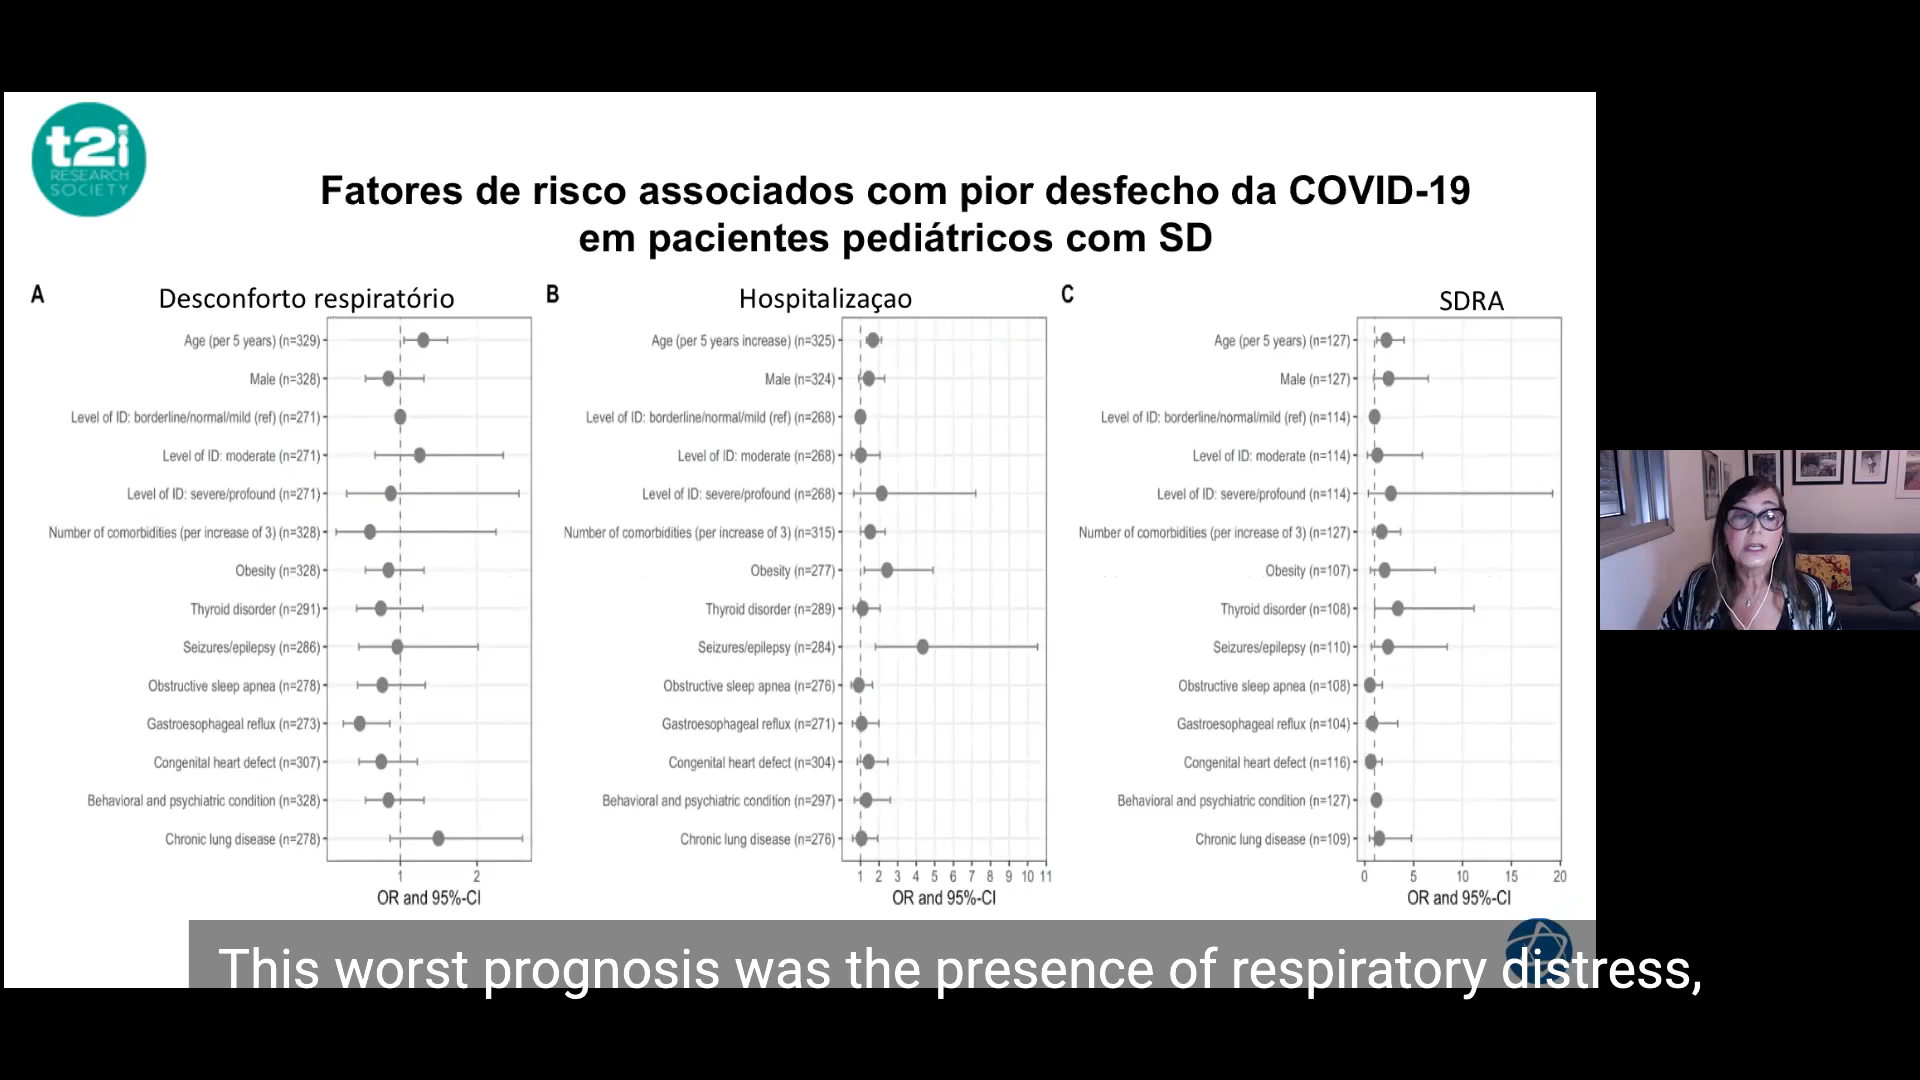 t2i
RESEARCH
SOCIETY
Fatores de risco associados com pior desfecho da COVID-19
em pacientes pediátricos com SD
A
Desconforto respiratório
Age (per 5 years) (n=329)
Male (n=328)
Level of ID: borderline/normal/mild (ref) (n=271)
Level of ID: moderate (n=271)
Level of ID: severe/profound (n=271)
Number of comorbidities (per increase of 3) (n=328)
Obesity (n=328)
Thyroid disorder (n=291)
Seizures/epilepsy (n=286)
Obstructive sleep apnea (n=278)
Gastroesophageal reflux (n=273)
Congenital heart defect (n=307)
Behavioral and psychiatric condition (n=328)
Chronic lung disease (n=278)
1 2
OR and 95%-CI
B
Hospitalizaçao
Age (per 5 years increase) (n=325)
Male (n=324)
Level of ID: borderline/normal/mild (ref) (n=268)
Level of ID: moderate (n=268)
Level of ID: severe/profound (n=268)
Number of comorbidities (per increase of 3) (n=315)
Obesity (n=277)
Thyroid disorder (n=289)
Seizures/epilepsy (n=284)
Obstructive sleep apnea (n=276)
Gastroesophageal reflux (n=271)
Congenital heart defect (n=304)
Behavioral and psychiatric condition (n=297)
Chronic lung disease (n=276)
1 2 3 4 5 6 7 8 9 10 11
OR and 95%-CI
C
SDRA
Age (per 5 years) (n=127)
Male (n=127)
Level of ID: borderline/normal/mild (ref) (n=114)
Level of ID: moderate (n=114)
Level of ID: severe/profound (n=114)
Number of comorbidities (per increase of 3) (n=127)
Obesity (n=107)
Thyroid disorder (n=108)
Seizures/epilepsy (n=110)
Obstructive sleep apnea (n=108)
Gastroesophageal reflux (n=104)
Congenital heart defect (n=116)
Behavioral and psychiatric condition (n=127)
Chronic lung disease (n=109)
0 5 10 15 20
OR and 95%-CI
This worst prognosis was the presence of respiratory distress,